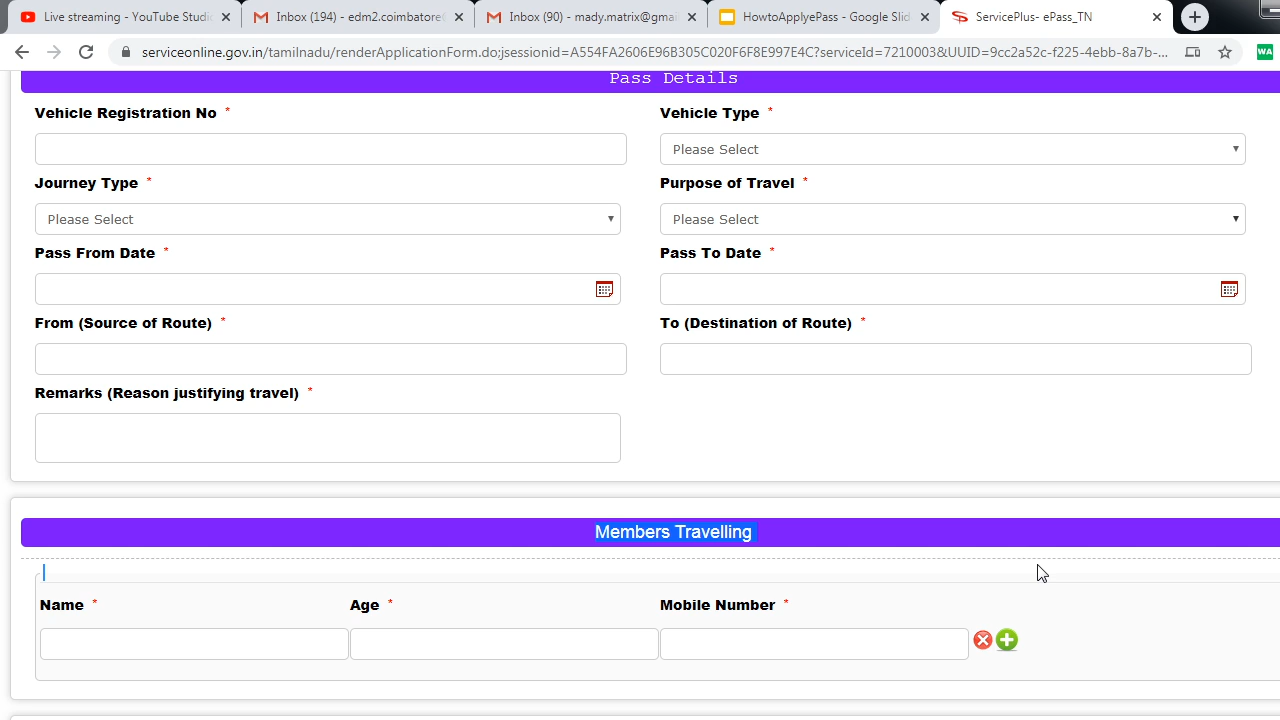 Live streaming - YouTube Studi
Inbox (194) - edm2.coimbatore
Inbox (90) - mady.matrix@gmai
HowtoApplyePass - Google Slid
ServicePlus- ePass_TN
serviceonline.gov.in/tamilnadu/renderApplicationForm.do;jsessionid=A554FA2606E96B305C020F6F8E997E4C?serviceId=7210003&UUID=9cc2a52c-f225-4ebb-8a7b-...
WA
Pass Details
Vehicle Registration No *
Vehicle Type *
Please Select
Journey Type *
Purpose of Travel *
Please Select
Please Select
Pass From Date *
Pass To Date *
From (Source of Route) *
To (Destination of Route) *
Remarks (Reason justifying travel) *
Members Travelling
Name *
Age *
Mobile Number *